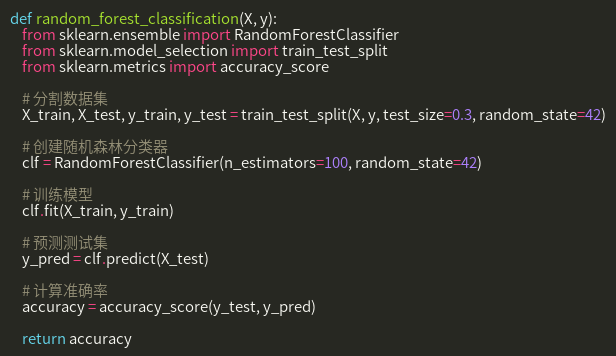 def random_forest_classification(X, y):
from sklearn.ensemble import RandomForestClassifier
from sklearn.model_selection import train_test_split
from sklearn.metrics import accuracy_score
# 分割数据集
X_train, X_test, y_train, y_test = train_test_split(X, y, test_size=0.3, random_state=42)
# 创建随机森林分类器
clf = RandomForestClassifier(n_estimators=100, random_state=42)
# 训练模型
clf.fit(X_train, y_train)
# 预测测试集
y_pred = clf.predict(X_test)
# 计算准确率
accuracy = accuracy_score(y_test, y_pred)
return accuracy